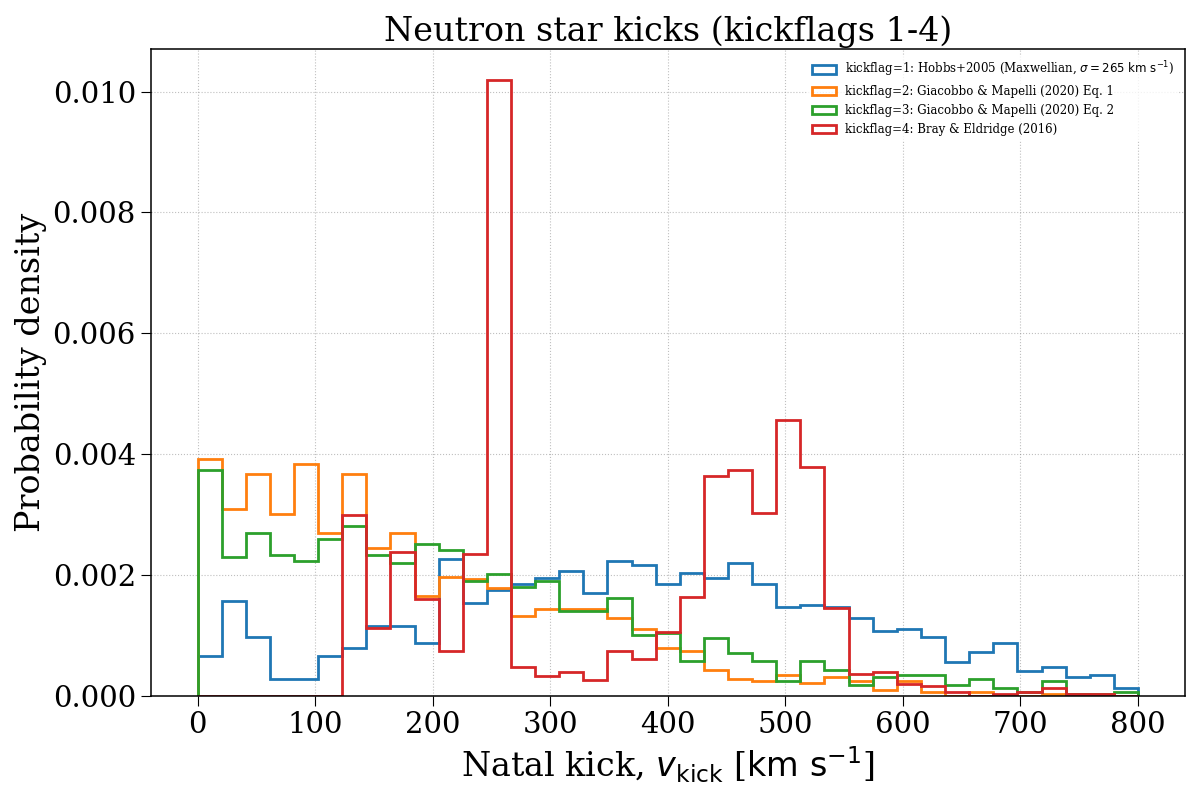 Neutron star kicks (kickflags 1-4)
kickflag=1: Hobbs+2005 (Maxwellian, σ = 265 km s⁻¹)
kickflag=2: Giacobbo & Mapelli (2020) Eq. 1
kickflag=3: Giacobbo & Mapelli (2020) Eq. 2
kickflag=4: Bray & Eldridge (2016)
Probability density
0.010
0.008
0.006
0.004
0.002
0.000
0 100 200 300 400 500 600 700 800
Natal kick, v_kick [km s⁻¹]